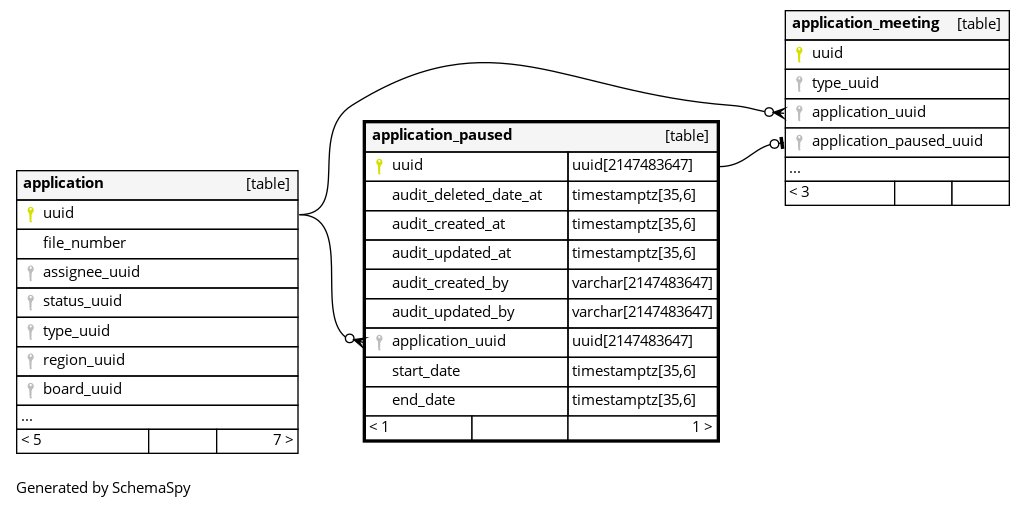 application [table]
uuid
file_number
assignee_uuid
status_uuid
type_uuid
region_uuid
board_uuid
...
< 5 7 >
application_paused [table]
uuid uuid[2147483647]
audit_deleted_date_at timestamptz[35,6]
audit_created_at timestamptz[35,6]
audit_updated_at timestamptz[35,6]
audit_created_by varchar[2147483647]
audit_updated_by varchar[2147483647]
application_uuid uuid[2147483647]
start_date timestamptz[35,6]
end_date timestamptz[35,6]
< 1 1 >
application_meeting [table]
uuid
type_uuid
application_uuid
application_paused_uuid
...
< 3
Generated by SchemaSpy